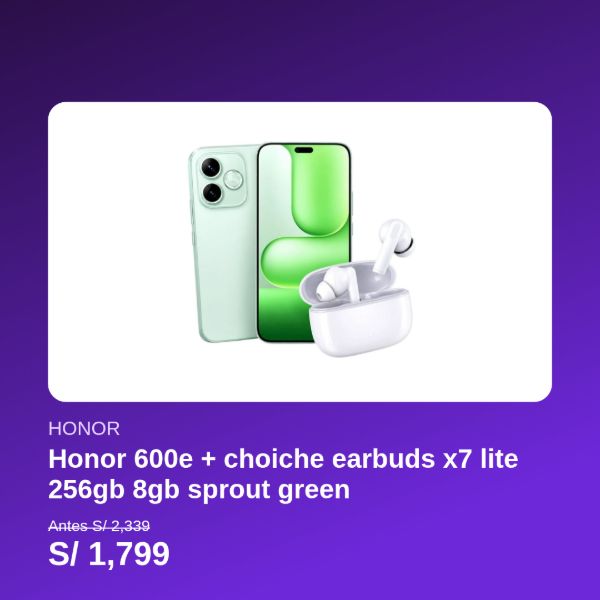 HONOR
Honor 600e + choiche earbuds x7 lite
256gb 8gb sprout green
Antes S/ 2,339
S/ 1,799